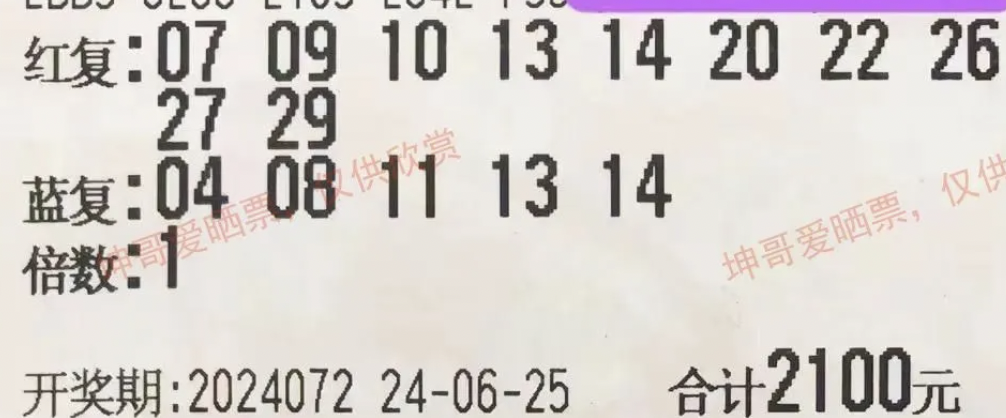 红复:07 09 10 13 14 20 22 26
27 29
蓝复:04 08 11 13 14
倍数:1
坤哥爱晒票，仅供欣赏
坤哥爱晒票，仅供
开奖期:2024072 24-06-25 合计2100元